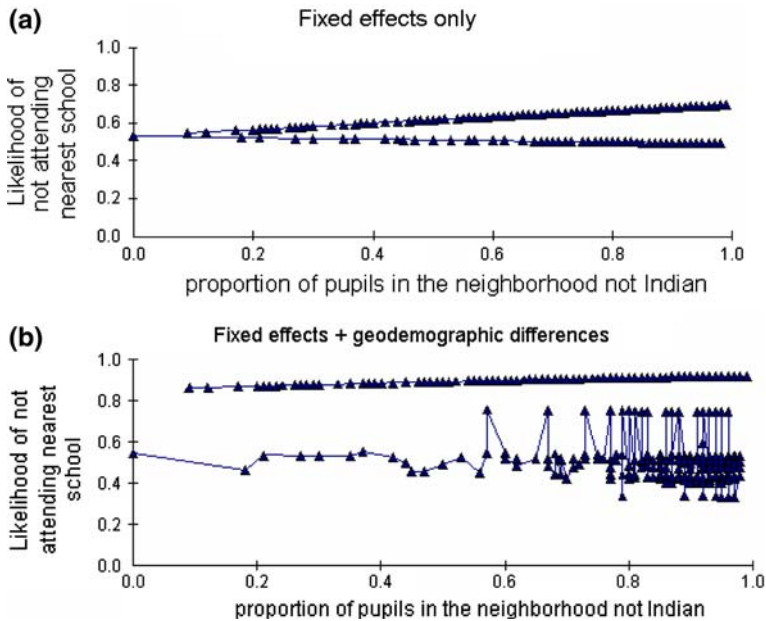 (a)
Fixed effects only
Likelihood of
not attending
nearest school
1.0
0.8
0.6
0.4
0.2
0.0
0.0 0.2 0.4 0.6 0.8 1.0
proportion of pupils in the neighborhood not Indian
(b)
Fixed effects + geodemographic differences
Likelihood of not
attending nearest
school
1.0
0.8
0.6
0.4
0.2
0.0
0.0 0.2 0.4 0.6 0.8 1.0
proportion of pupils in the neighborhood not Indian